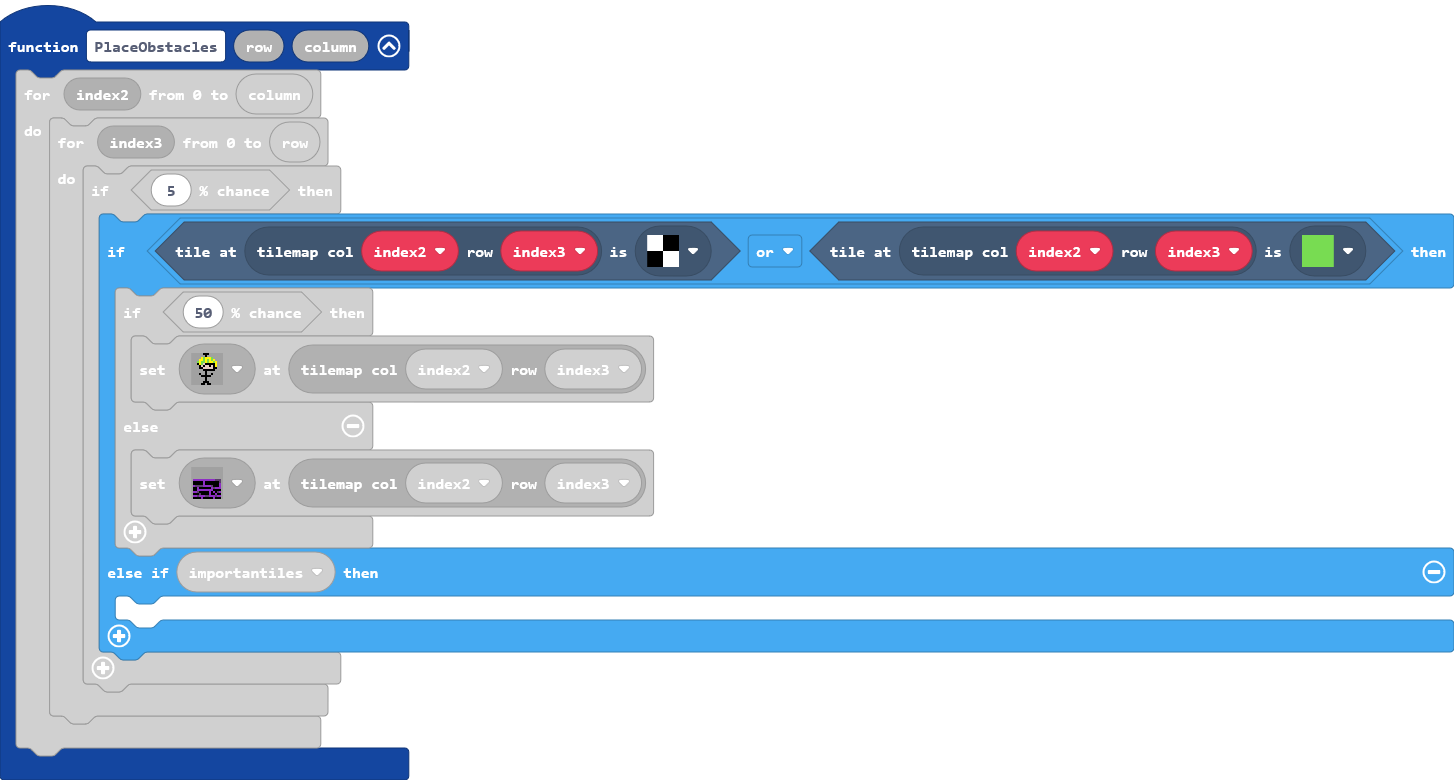 function PlaceObstacles row column
for index2 from 0 to column
do
for index3 from 0 to row
do
if 5 % chance then
if tile at tilemap col index2 row index3 is or tile at tilemap col index2 row index3 is then
if 50 % chance then
set at tilemap col index2 row index3
else
set at tilemap col index2 row index3
else if importantiles then